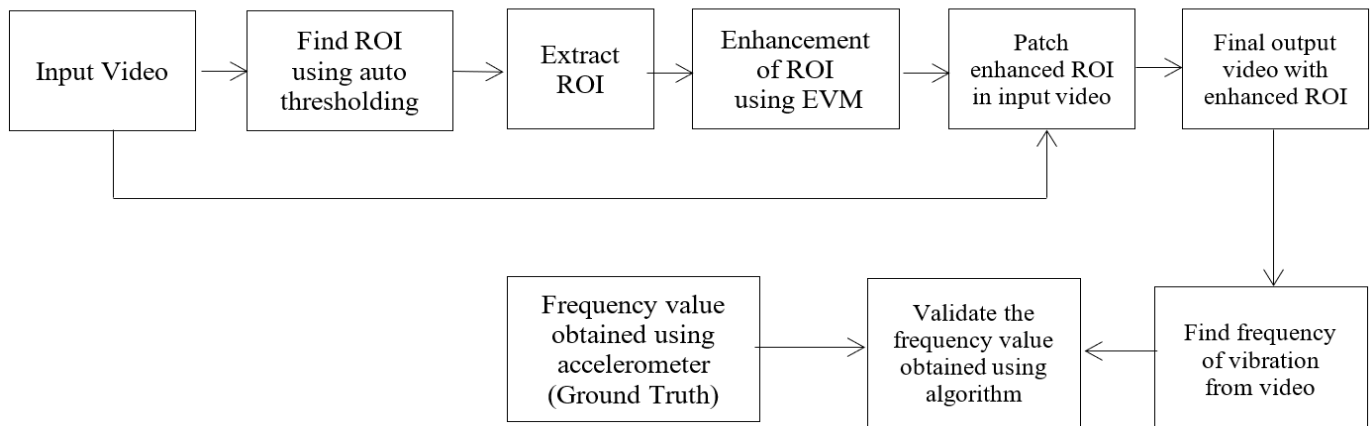 Input Video
Find ROI
using auto
thresholding
Extract
ROI
Enhancement
of ROI
using EVM
Patch
enhanced ROI
in input video
Final output
video with
enhanced ROI
Frequency value
obtained using
accelerometer
(Ground Truth)
Validate the
frequency value
obtained using
algorithm
Find frequency
of vibration
from video